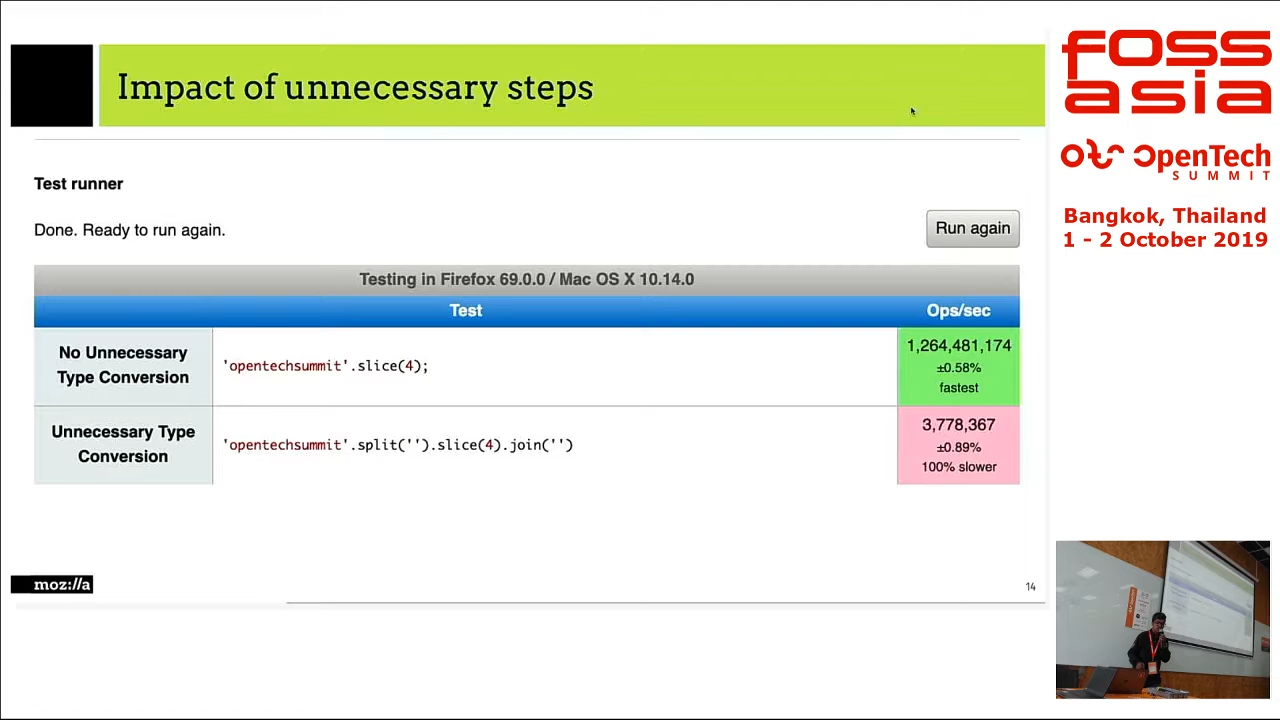 Impact of unnecessary steps
Test runner
Done. Ready to run again.
Run again
Testing in Firefox 69.0.0 / Mac OS X 10.14.0
Test
Ops/sec
No Unnecessary
Type Conversion
'opentechsummit'.slice(4);
1,264,481,174
±0.58%
fastest
Unnecessary Type
Conversion
'opentechsummit'.split('').slice(4).join('')
3,778,367
±0.89%
100% slower
moz://a
14
FOSS
asia
OpenTech
SUMMIT
Bangkok, Thailand
1 - 2 October 2019